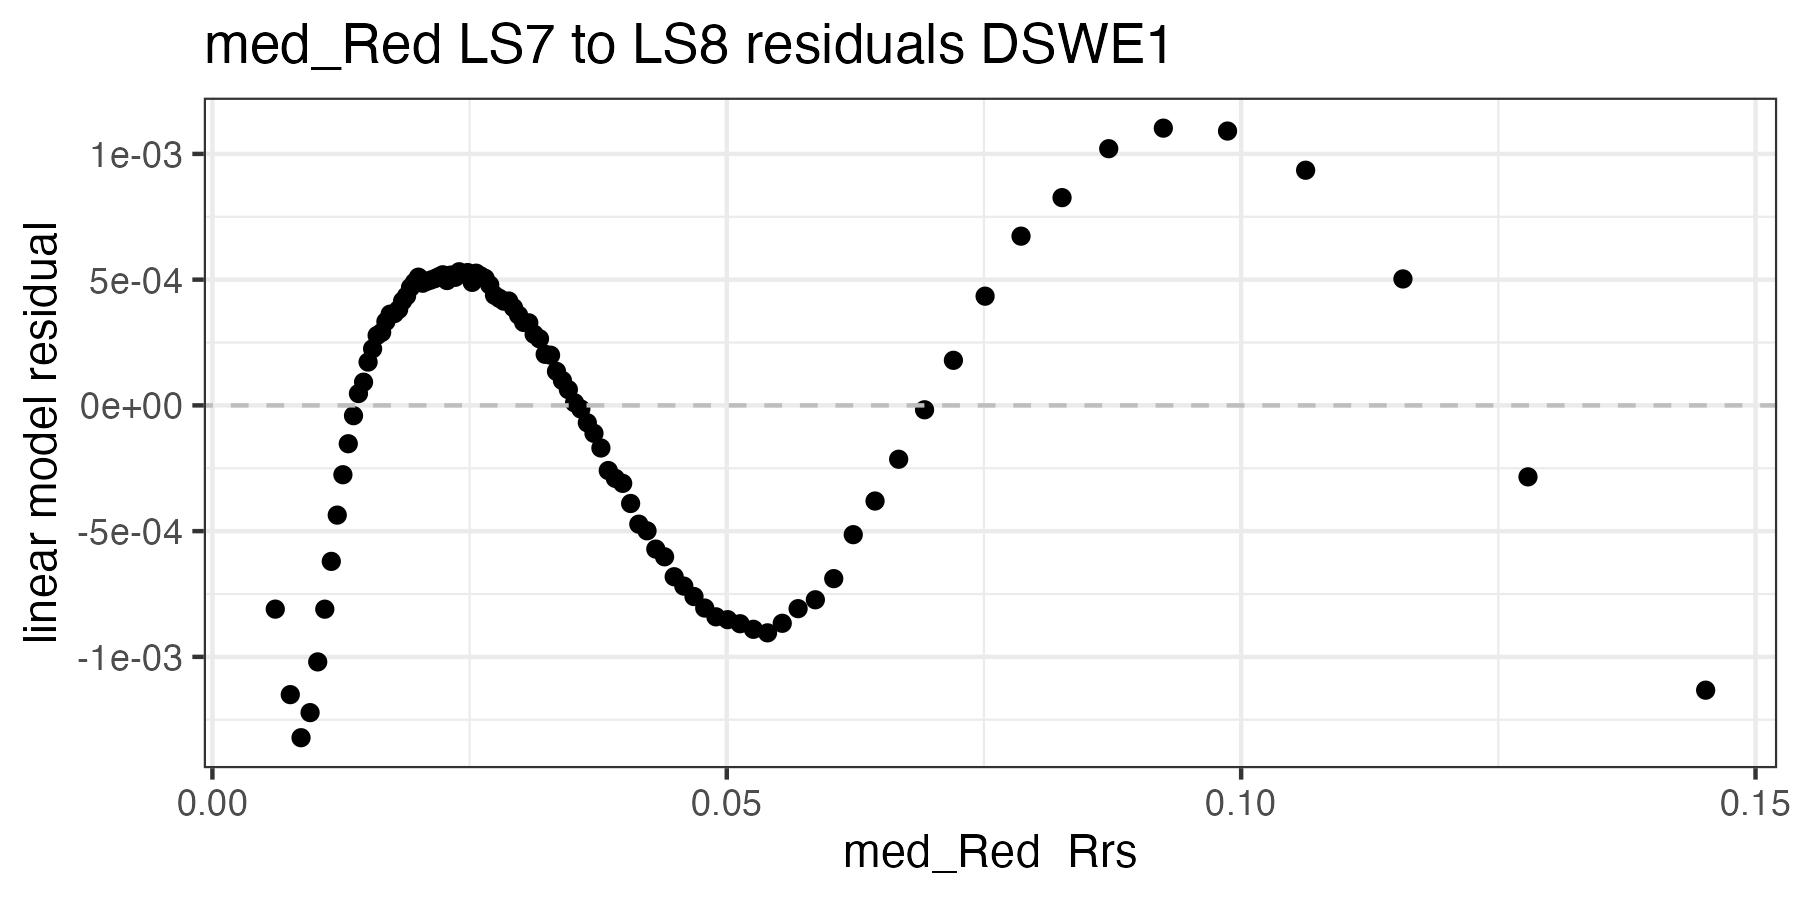 med_Red LS7 to LS8 residuals DSWE1
linear model residual
1e-03
5e-04
0e+00
-5e-04
-1e-03
0.00 0.05 0.10 0.15
med_Red  Rrs